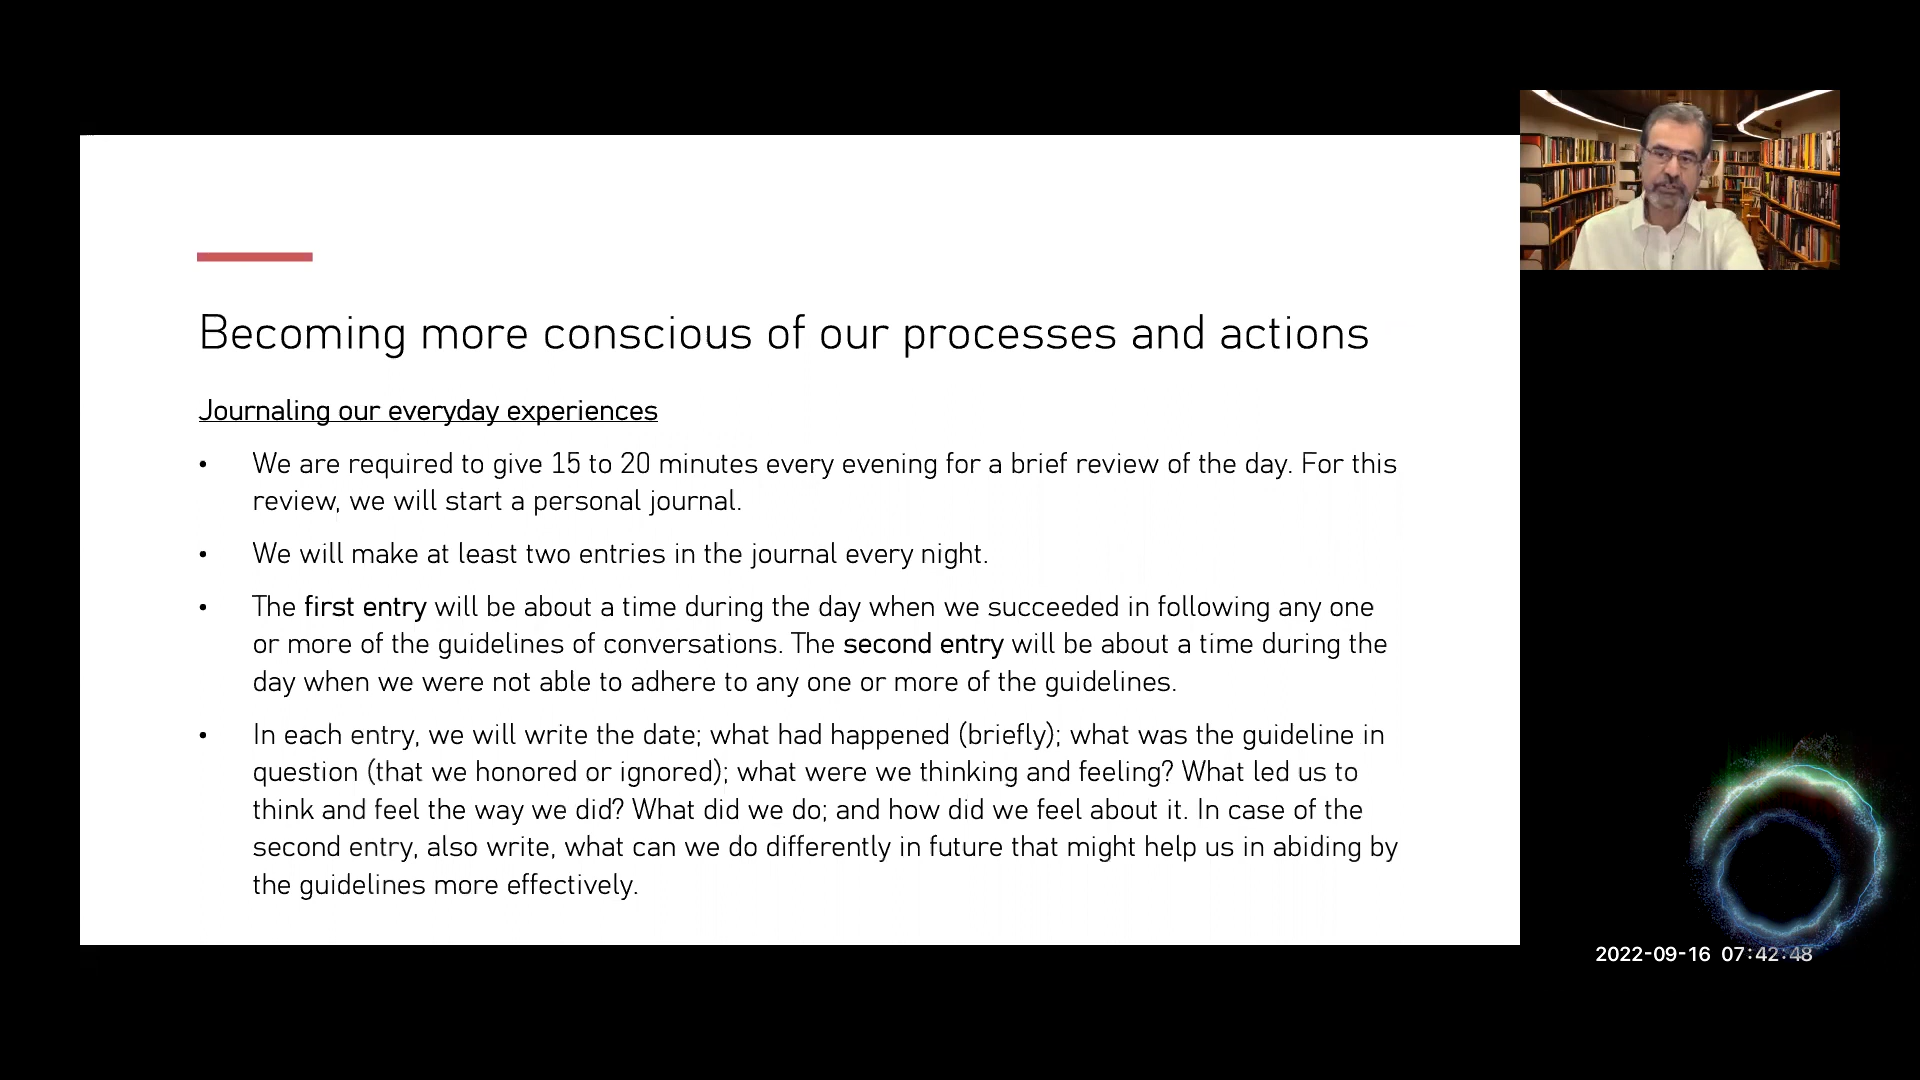 Becoming more conscious of our processes and actions
Journaling our everyday experiences
• We are required to give 15 to 20 minutes every evening for a brief review of the day. For this
review, we will start a personal journal.
• We will make at least two entries in the journal every night.
• The first entry will be about a time during the day when we succeeded in following any one
or more of the guidelines of conversations. The second entry will be about a time during the
day when we were not able to adhere to any one or more of the guidelines.
• In each entry, we will write the date; what had happened (briefly); what was the guideline in
question (that we honored or ignored); what were we thinking and feeling? What led us to
think and feel the way we did? What did we do; and how did we feel about it. In case of the
second entry, also write, what can we do differently in future that might help us in abiding by
the guidelines more effectively.
2022-09-16 07:42:48